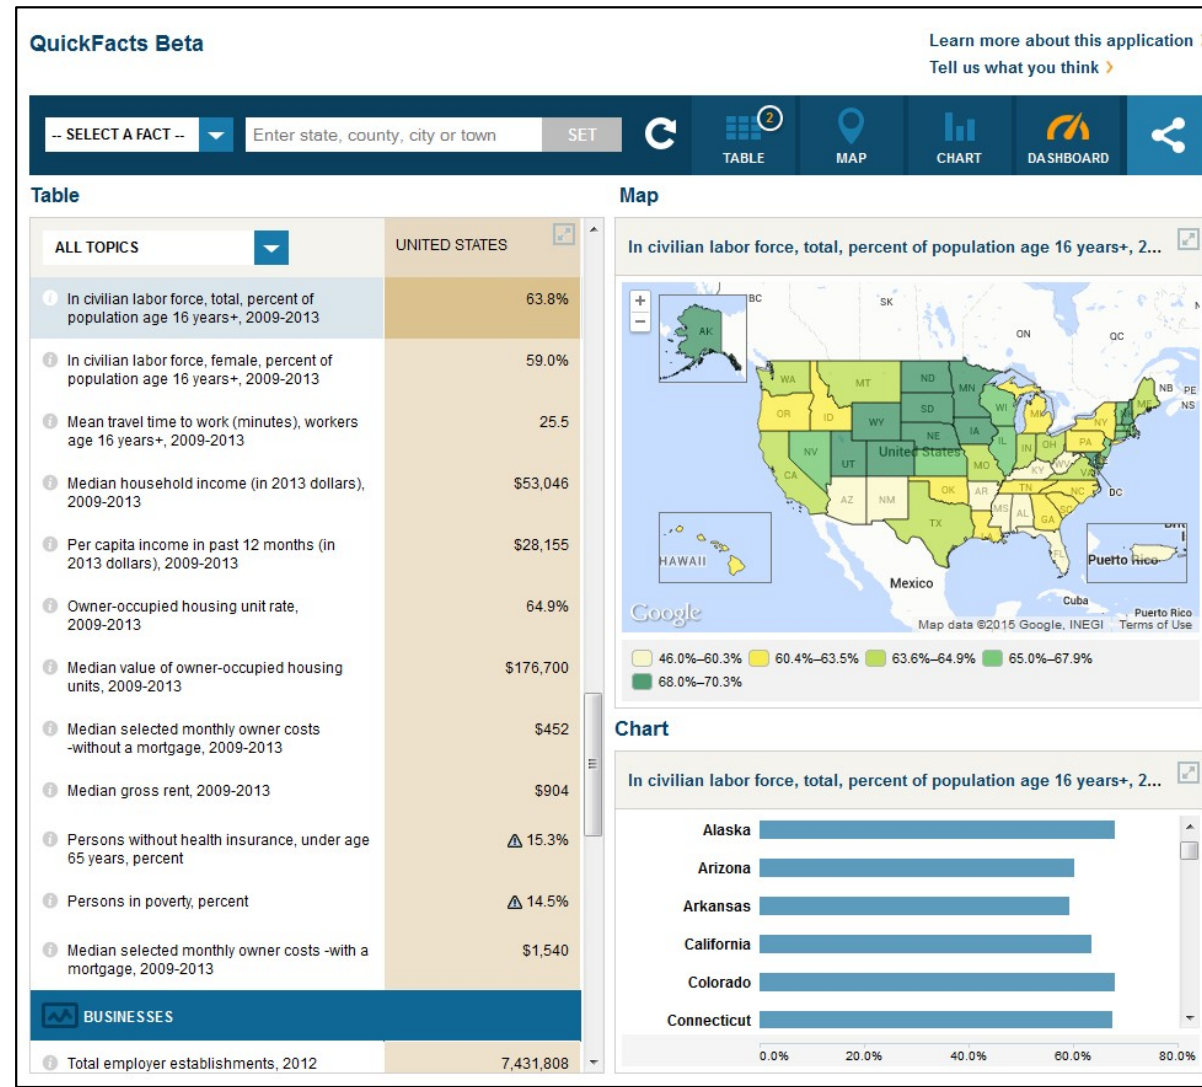 QuickFacts Beta
Learn more about this application
Tell us what you think
-- SELECT A FACT --
Enter state, county, city or town
SET
2
TABLE
MAP
CHART
DASHBOARD
Table
ALL TOPICS
UNITED STATES
In civilian labor force, total, percent of
population age 16 years+, 2009-2013
63.8%
In civilian labor force, female, percent of
population age 16 years+, 2009-2013
59.0%
Mean travel time to work (minutes), workers
age 16 years+, 2009-2013
25.5
Median household income (in 2013 dollars),
2009-2013
$53,046
Per capita income in past 12 months (in
2013 dollars), 2009-2013
$28,155
Owner-occupied housing unit rate,
2009-2013
64.9%
Median value of owner-occupied housing
units, 2009-2013
$176,700
Median selected monthly owner costs
-without a mortgage, 2009-2013
$452
Median gross rent, 2009-2013
$904
Persons without health insurance, under age
65 years, percent
15.3%
Persons in poverty, percent
14.5%
Median selected monthly owner costs -with a
mortgage, 2009-2013
$1,540
BUSINESSES
Total employer establishments, 2012
7,431,808
Map
In civilian labor force, total, percent of population age 16 years+, 2...
+
−
BC
SK
ON
QC
NB
PE
NS
AK
WA
MT
ND
MN
OR
ID
WY
SD
WI
MI
NY
ME
NH
NV
UT
NE
IA
IL
IN
OH
PA
United States
CA
MO
KY
WV
VA
DC
AZ
NM
OK
AR
TN
NC
TX
LA
MS
AL
GA
SC
FL
HAWAII
Mexico
Cuba
Puerto Rico
Puerto Rico
Google
Map data ©2015 Google, INEGI
Terms of Use
46.0%–60.3%
60.4%–63.5%
63.6%–64.9%
65.0%–67.9%
68.0%–70.3%
Chart
In civilian labor force, total, percent of population age 16 years+, 2...
Alaska
Arizona
Arkansas
California
Colorado
Connecticut
0.0%
20.0%
40.0%
60.0%
80.0%